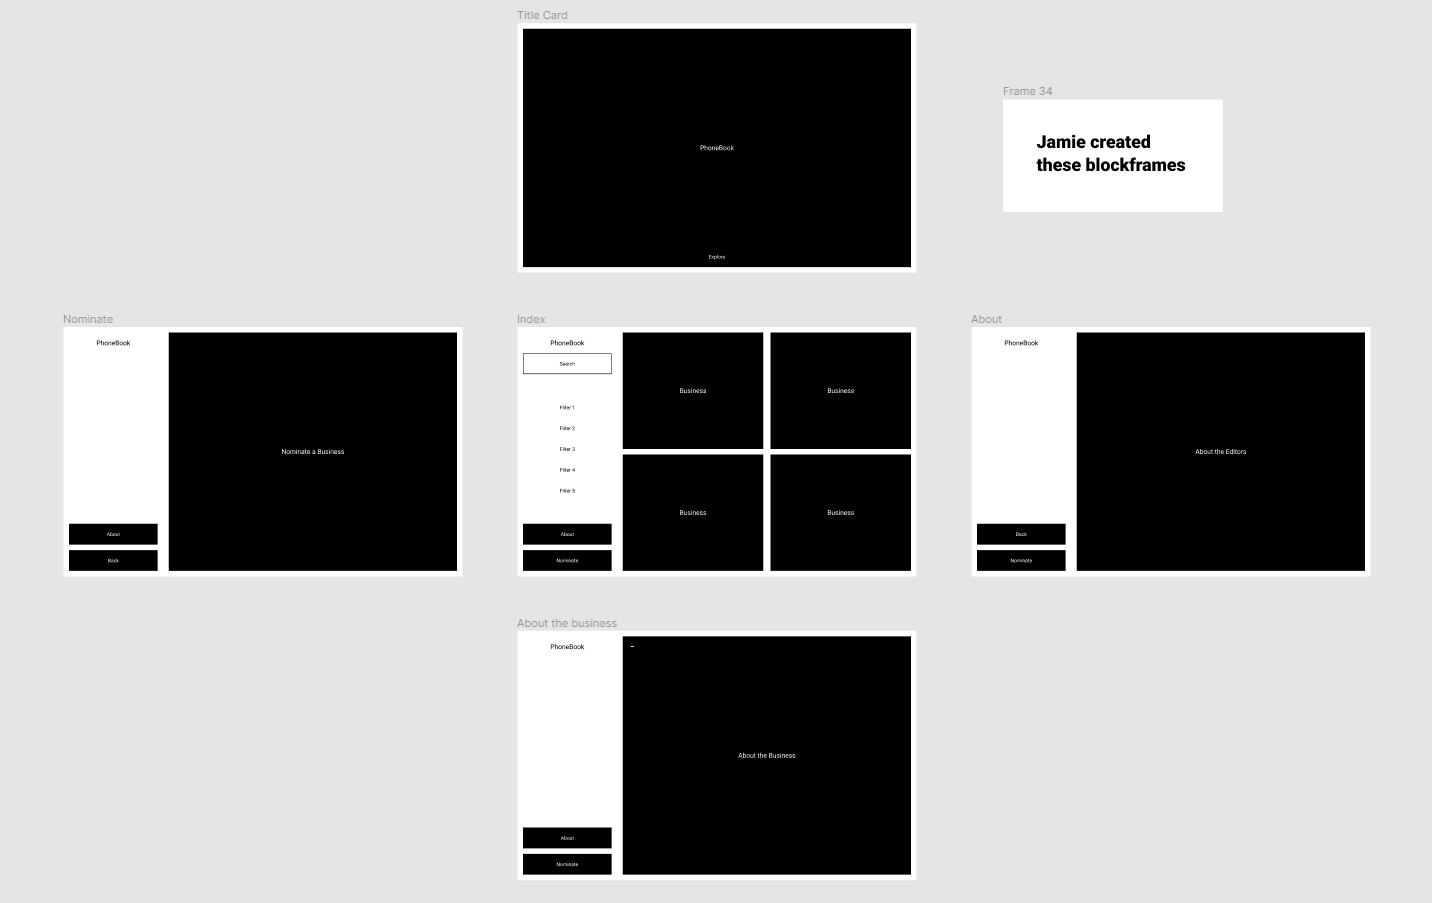 Title Card
PhoneBook
Explore
Frame 34
Jamie created
these blockframes
Nominate
PhoneBook
Nominate a Business
About
Back
Index
PhoneBook
Search
Filter 1
Filter 2
Filter 3
Filter 4
Filter 5
About
Nominate
Business
Business
Business
Business
About
PhoneBook
About the Editors
Back
Nominate
About the business
PhoneBook
About the Business
About
Nominate